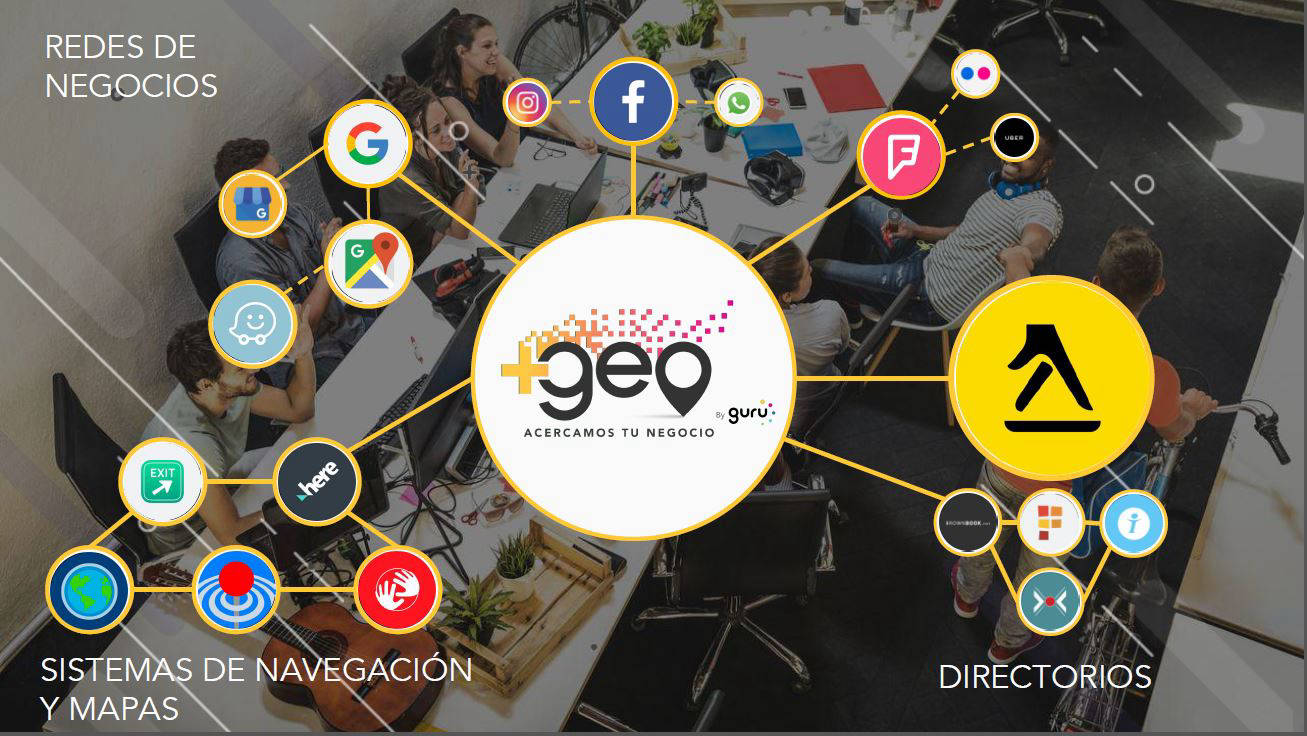 REDES DE
NEGOCIOS
UBER
+geo
By guru
ACERCAMOS TU NEGOCIO
EXIT
here
BROWNBOOK.net
SISTEMAS DE NAVEGACIÓN
Y MAPAS
DIRECTORIOS